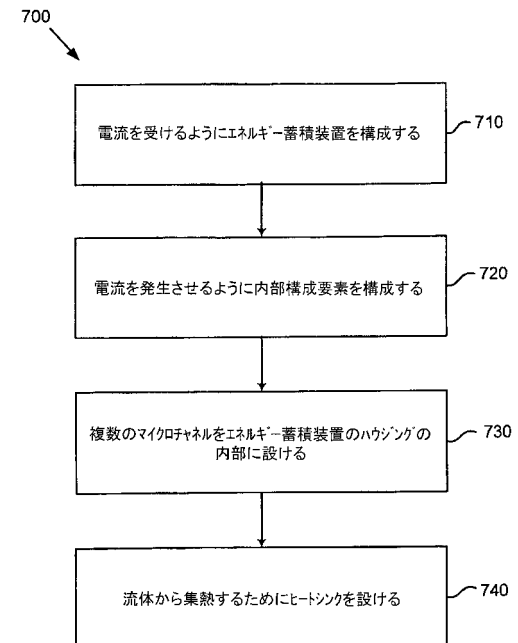 700
電流を受けるようにエネルギー蓄積装置を構成する
710
電流を発生させるように内部構成要素を構成する
720
複数のマイクロチャネルをエネルギー蓄積装置のハウジングの
内部に設ける
730
流体から集熱するためにヒートシンクを設ける
740